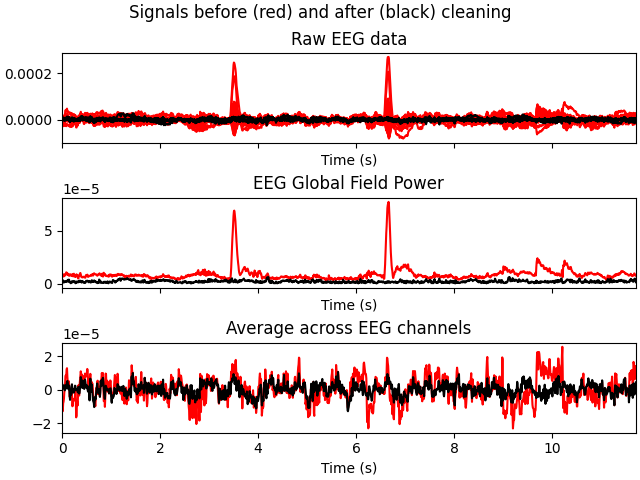 Signals before (red) and after (black) cleaning
Raw EEG data
0.0002
0.0000
Time (s)
EEG Global Field Power
1e−5
5
0
Time (s)
Average across EEG channels
1e−5
2
0
−2
0 2 4 6 8 10
Time (s)